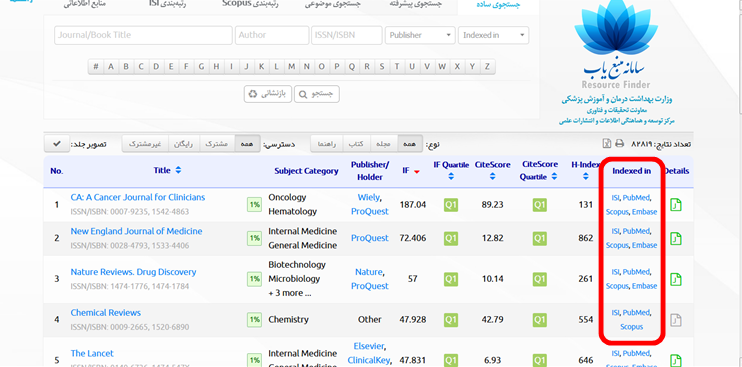 جستجوی ساده
جستجوی پیشرفته
جستجوی موضوعی
رتبه‌بندی Scopus
رتبه‌بندی ISI
منابع اطلاعاتی
Journal/Book Title
Author
ISSN/ISBN
Publisher
Indexed in
# A B C D E F G H I J K L M N O P Q R S T U V W X Y Z
جستجو
بازنشانی
سامانه منبع یاب
Resource Finder
وزارت بهداشت درمان و آموزش پزشکی
معاونت تحقیقات و فناوری
مرکز توسعه و هماهنگی اطلاعات و انتشارات علمی
تعداد نتایج: ۸۲۸۱۹
نوع: همه مجله کتاب راهنما
دسترسی: همه مشترک رایگان غیرمشترک
تصویر جلد:
No. Title Subject Category Publisher/ Holder IF IF Quartile CiteScore CiteScore Quartile H-Index Indexed in Details
1 CA: A Cancer Journal for Clinicians
ISSN/ISBN: 0007-9235, 1542-4863
1%
Oncology
Hematology
Wiely,
ProQuest
187.04 Q1 89.23 Q1 131
ISI, PubMed,
Scopus, Embase
2 New England Journal of Medicine
ISSN/ISBN: 0028-4793, 1533-4406
1%
Internal Medicine
General Medicine
ProQuest
72.406 Q1 12.82 Q1 862
ISI, PubMed,
Scopus, Embase
3 Nature Reviews. Drug Discovery
ISSN/ISBN: 1474-1776, 1474-1784
1%
Biotechnology
Microbiology
+ 3 more ...
Nature,
ProQuest
57 Q1 10.14 Q1 261
ISI, PubMed,
Scopus, Embase
4 Chemical Reviews
ISSN/ISBN: 0009-2665, 1520-6890
1%
Chemistry
Other
47.928 Q1 42.79 Q1 554
ISI, PubMed,
Scopus
5 The Lancet
1%
Internal Medicine
General Medicine
Elsevier,
ClinicalKey,
47.831 Q1 6.93 Q1 646
ISI, PubMed,
Scopus, Embase